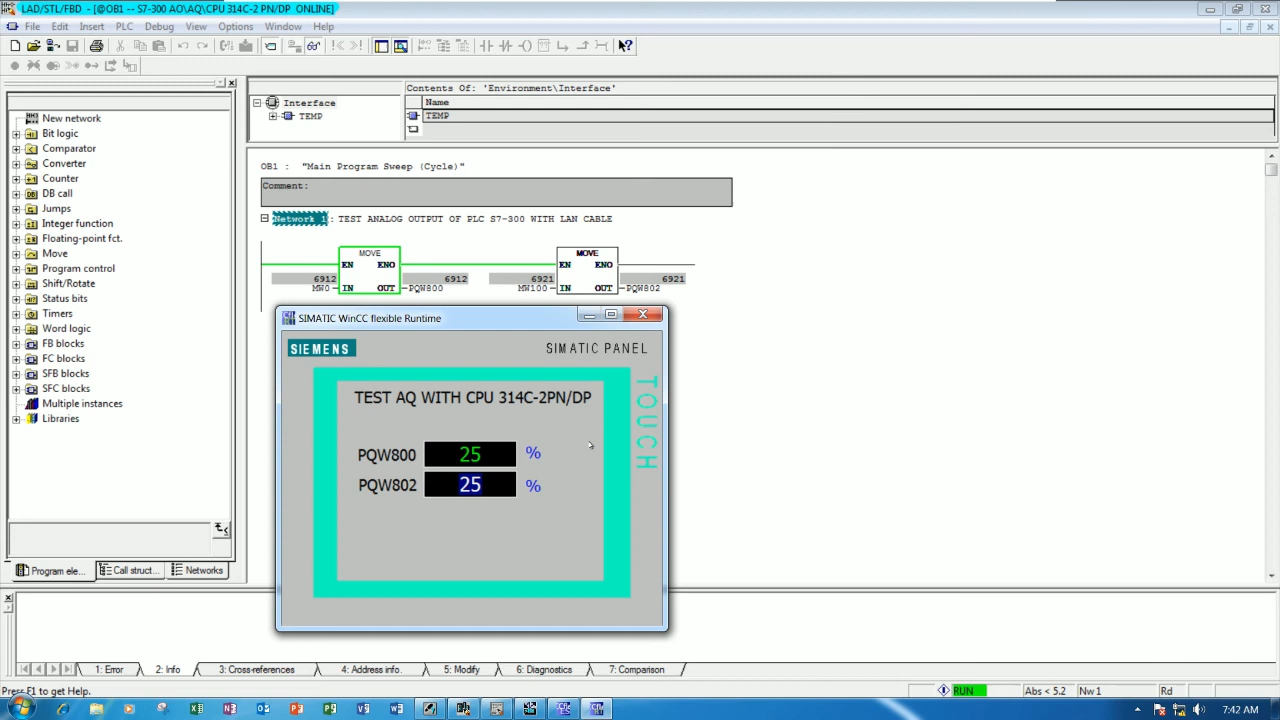 LAD/STL/FBD - [@OB1 -- S7-300 AO\AQ\CPU 314C-2 PN/DP ONLINE]
File Edit Insert PLC Debug View Options Window Help
Contents Of: 'Environment\Interface'
Interface
TEMP
Name
TEMP
New network
Bit logic
Comparator
Converter
Counter
DB call
Jumps
Integer function
Floating-point fct.
Move
Program control
Shift/Rotate
Status bits
Timers
Word logic
FB blocks
FC blocks
SFB blocks
SFC blocks
Multiple instances
Libraries
Program ele... Call struct... Networks
OB1 : "Main Program Sweep (Cycle)"
Comment:
Network 1 : TEST ANALOG OUTPUT OF PLC S7-300 WITH LAN CABLE
MOVE MOVE
EN ENO EN ENO
6912 6912 6921 6921
MW0 IN OUT PQW800 MW100 IN OUT PQW802
SIMATIC WinCC flexible Runtime
SIEMENS SIMATIC PANEL
TOUCH
TEST AQ WITH CPU 314C-2PN/DP
PQW800 25 %
PQW802 25 %
1: Error 2: Info 3: Cross-references 4: Address info. 5: Modify 6: Diagnostics 7: Comparison
Press F1 to get Help. RUN Abs < 5.2 Nw 1 Rd
7:42 AM